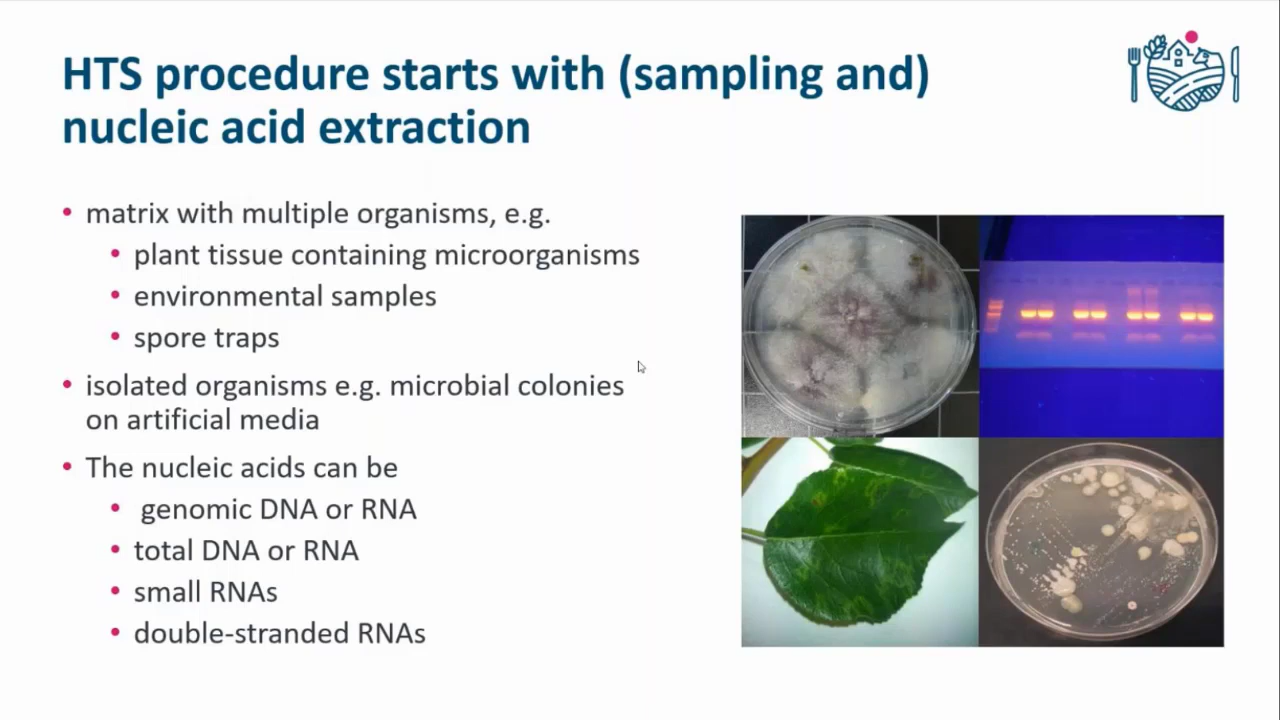 HTS procedure starts with (sampling and)
nucleic acid extraction
• matrix with multiple organisms, e.g.
• plant tissue containing microorganisms
• environmental samples
• spore traps
• isolated organisms e.g. microbial colonies
on artificial media
• The nucleic acids can be
• genomic DNA or RNA
• total DNA or RNA
• small RNAs
• double-stranded RNAs